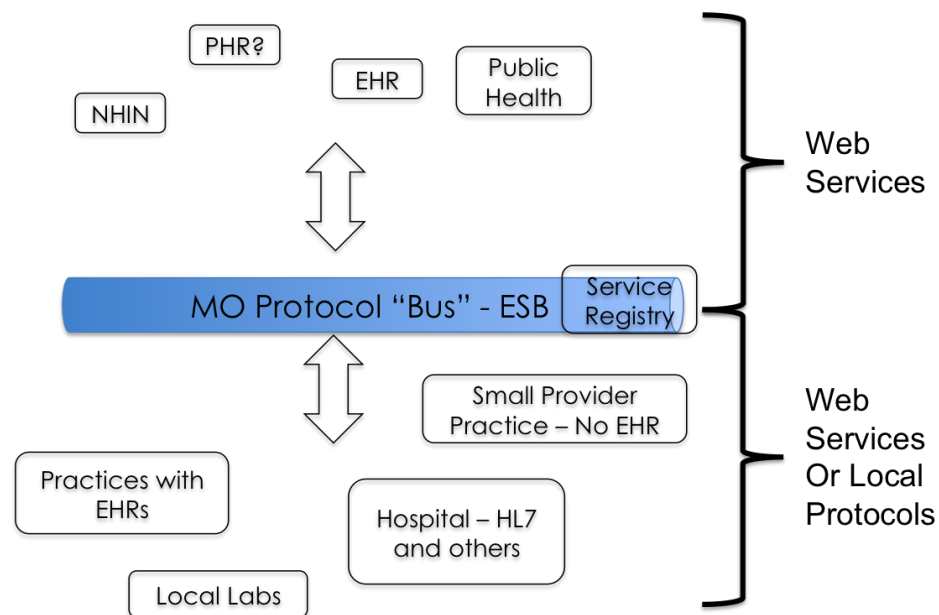 PHR?
EHR
Public
Health
NHIN
Web
Services
MO Protocol “Bus” - ESB
Service
Registry
Small Provider
Practice – No EHR
Web
Services
Or Local
Protocols
Practices with
EHRs
Hospital – HL7
and others
Local Labs